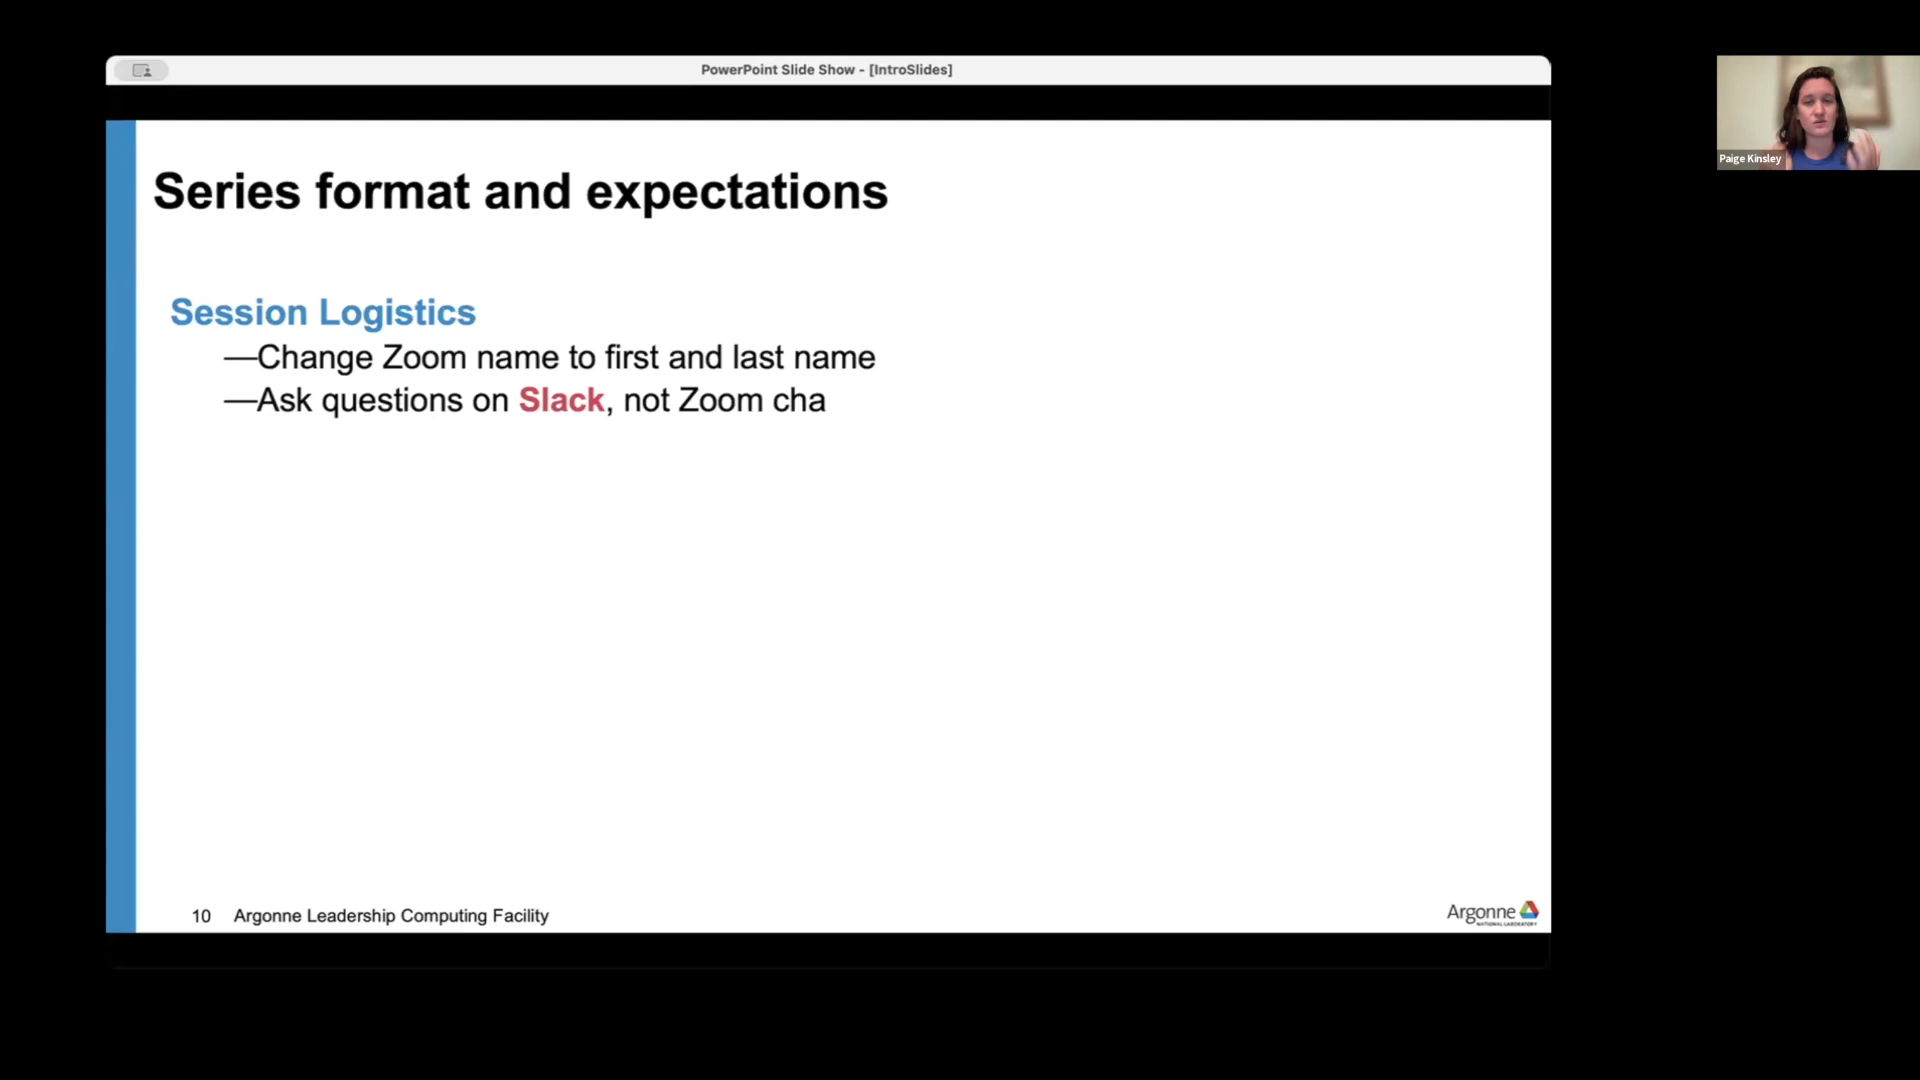 PowerPoint Slide Show - [IntroSlides]
Paige Kinsley
Series format and expectations
Session Logistics
—Change Zoom name to first and last name
—Ask questions on Slack, not Zoom cha
10 Argonne Leadership Computing Facility
Argonne
NATIONAL LABORATORY